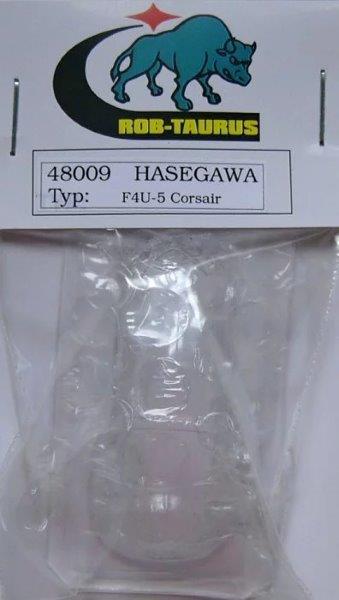 ROB-TAURUS
48009 HASEGAWA
Typ: F4U-5 Corsair